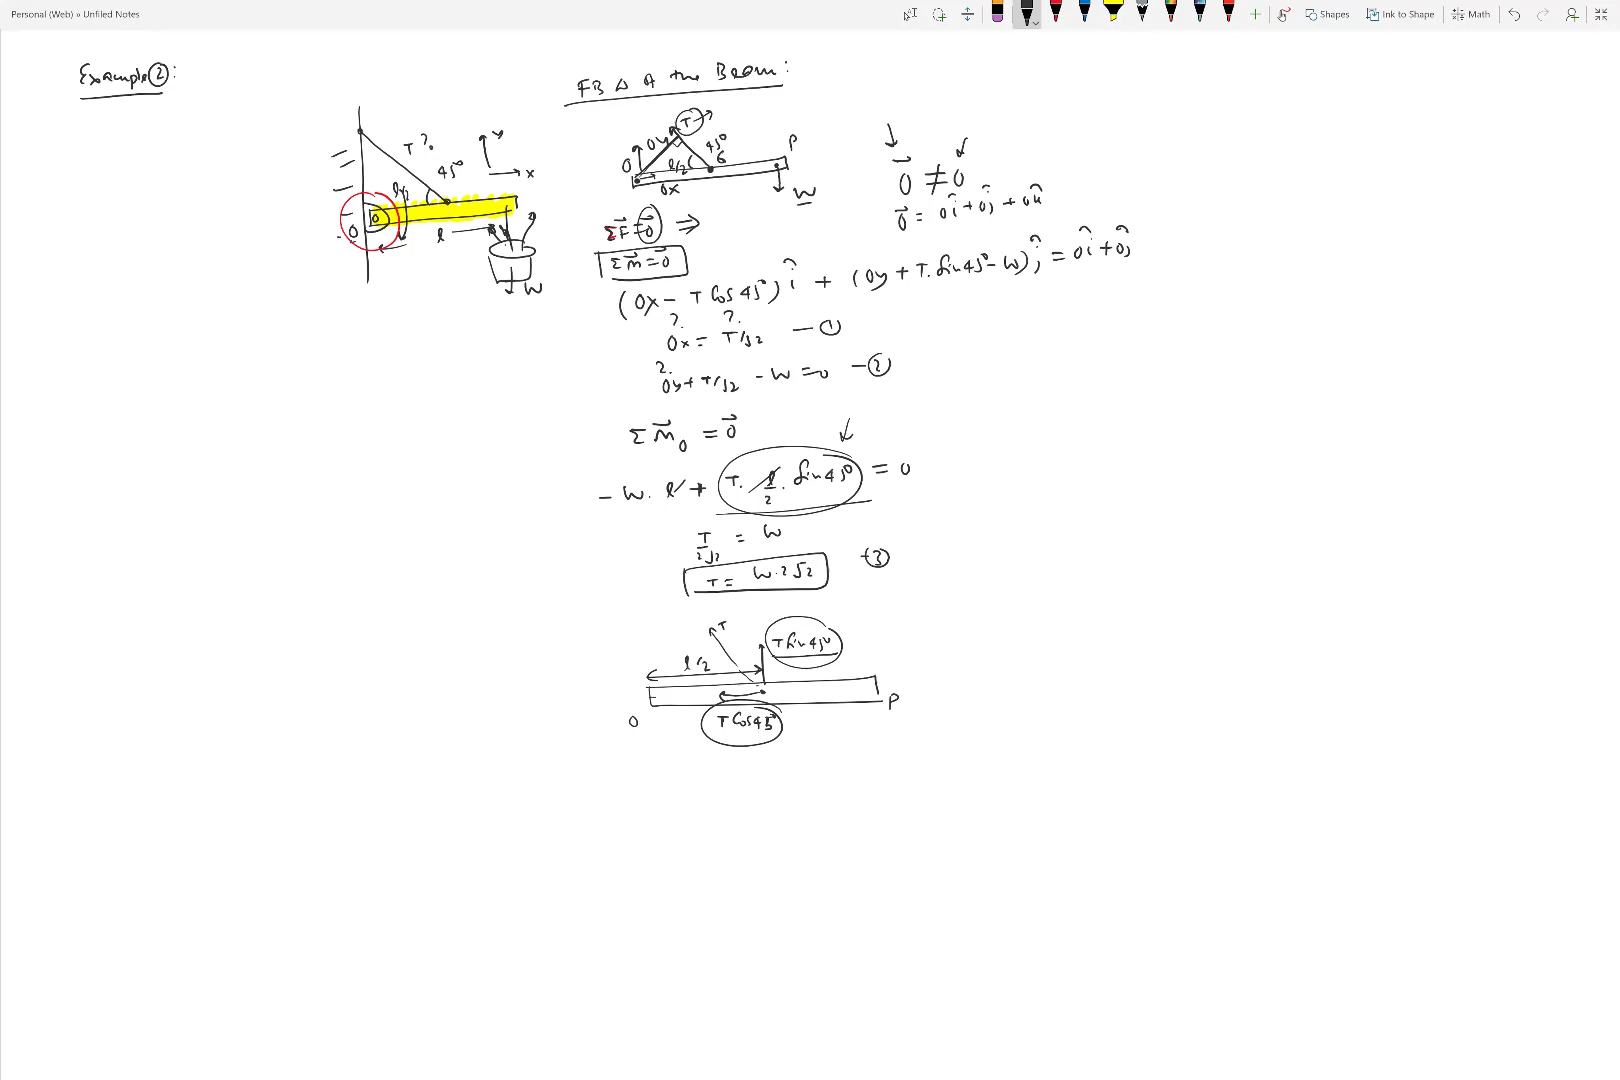 Personal (Web) » Unfiled Notes
Shapes
Ink to Shape
Math
Example ②:
T ?
45°
y
x
l/2
O
O
l
W
FBD of the Beam:
T
Oy
45°
P
O
l/2
G
Ox
W
ΣF⃗ = 0⃗ ⇒
ΣM⃗ = 0⃗
0⃗ ≠ 0
0⃗ = 0î + 0ĵ + 0k̂
(Ox - T Cos 45°) î + (Oy + T. Sin 45° - W) ĵ = 0î + 0ĵ
? ?
Ox = T/√2 — ①
?
Oy + T/√2 - W = 0 — ②
ΣM⃗O = 0⃗
- W. l + T. l/2 . Sin 45° = 0
T/2√2 = W
T = W.2√2 — ③
T
T Sin 45°
l/2
O
T Cos 45°
P